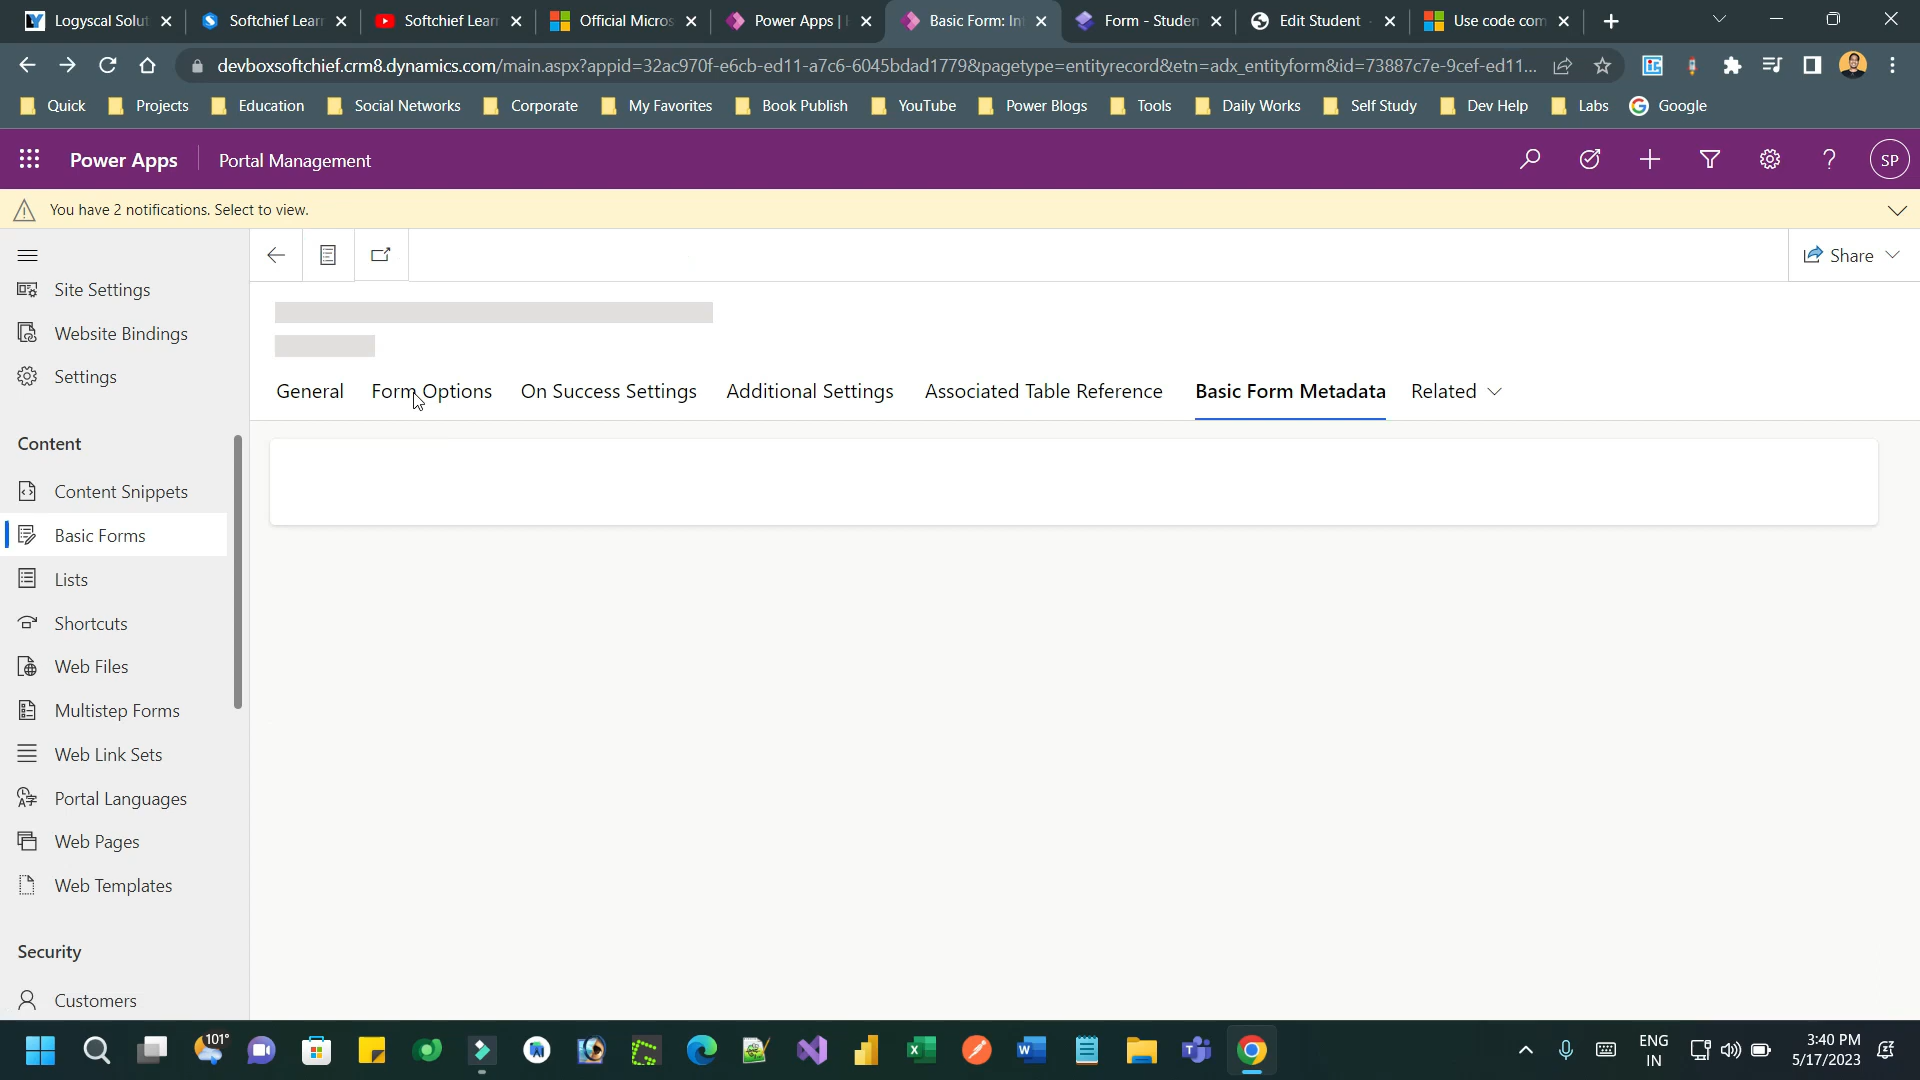 Logyscal Solut
Softchief Lear
Softchief Lear
Official Micros
Power Apps |
Basic Form: In
Form - Studen
Edit Student
Use code com
devboxsoftchief.crm8.dynamics.com/main.aspx?appid=32ac970f-e6cb-ed11-a7c6-6045bdad1779&pagetype=entityrecord&etn=adx_entityform&id=73887c7e-9cef-ed11...
Quick
Projects
Education
Social Networks
Corporate
My Favorites
Book Publish
YouTube
Power Blogs
Tools
Daily Works
Self Study
Dev Help
Labs
Google
Power Apps
Portal Management
SP
You have 2 notifications. Select to view.
Share
Site Settings
Website Bindings
Settings
Content
Content Snippets
Basic Forms
Lists
Shortcuts
Web Files
Multistep Forms
Web Link Sets
Portal Languages
Web Pages
Web Templates
Security
Customers
General
Form Options
On Success Settings
Additional Settings
Associated Table Reference
Basic Form Metadata
Related
101°
ENG
IN
3:40 PM
5/17/2023